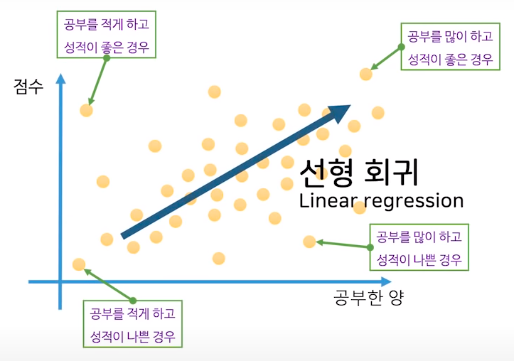 공부를 적게 하고
성적이 좋은 경우
공부를 많이 하고
성적이 좋은 경우
점수
선형 회귀
Linear regression
공부를 많이 하고
성적이 나쁜 경우
공부한 양
공부를 적게 하고
성적이 나쁜 경우